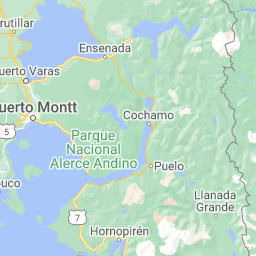 rutillar
Ensenada
uerto Varas
uerto Montt
Cochamo
5
Parque
Nacional
Alerce Andino
Puelo
uco
Llanada
Grande
7
Hornopirén